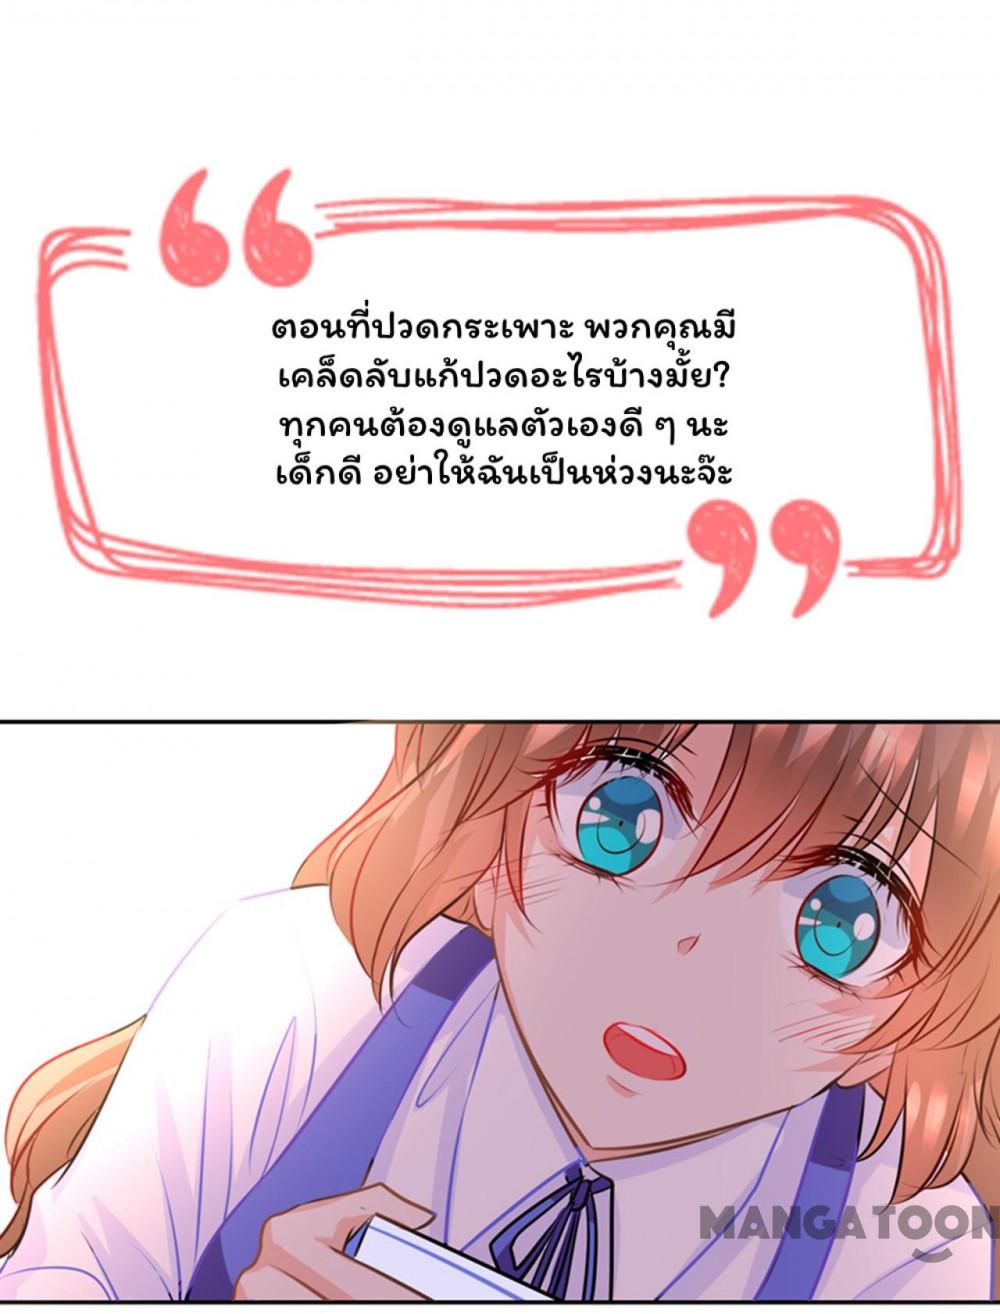 ตอนที่ปวดกระเพาะ พวกคุณมี
เคล็ดลับแก้ปวดอะไรบ้างมั้ย?
ทุกคนต้องดูแลตัวเองดี ๆ นะ
เด็กดี อย่าให้ฉันเป็นห่วงนะจ๊ะ
MANGATOON